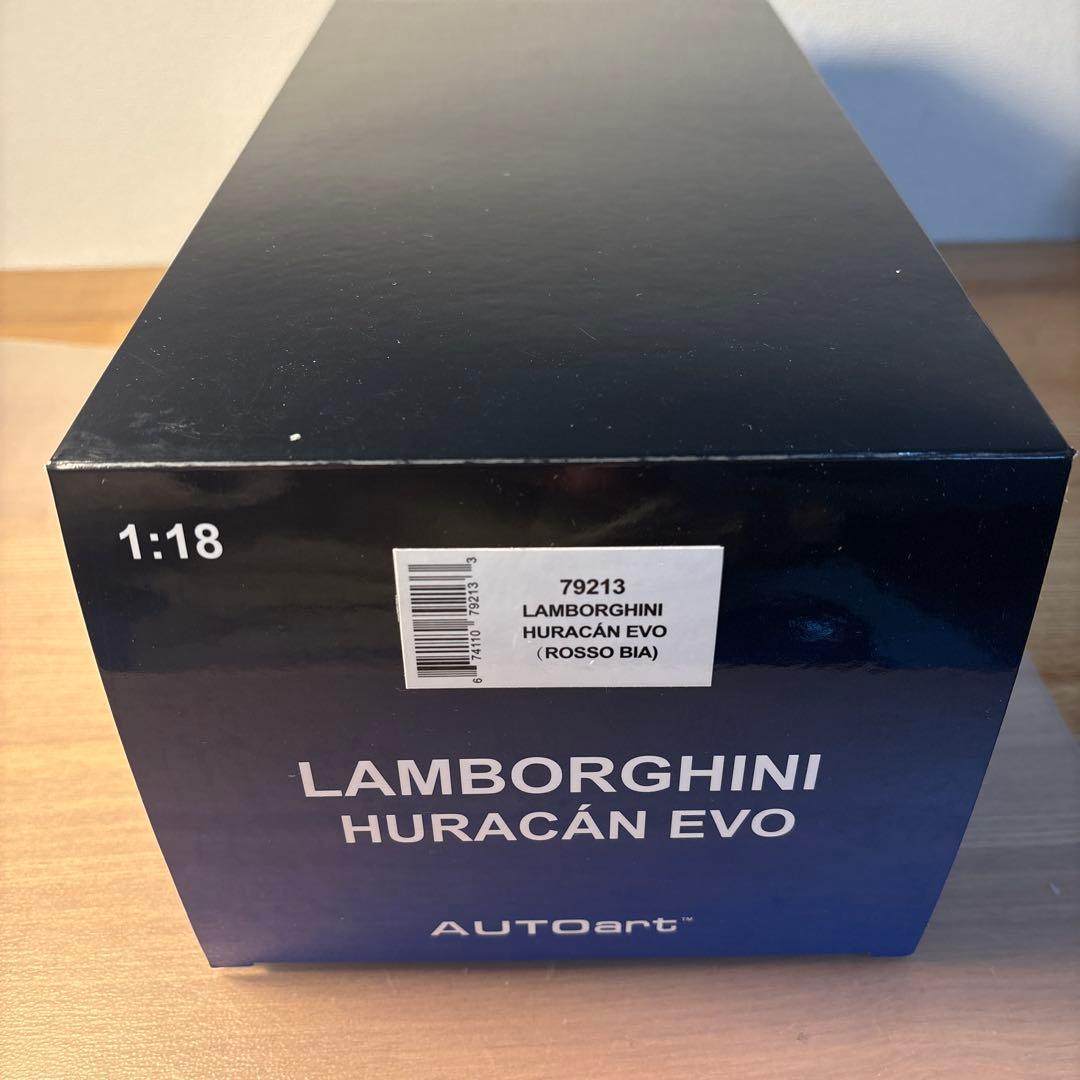 1:18
79213
LAMBORGHINI
HURACÁN EVO
(ROSSO BIA)
6 74110 79213 3
LAMBORGHINI
HURACÁN EVO
AUTOart™